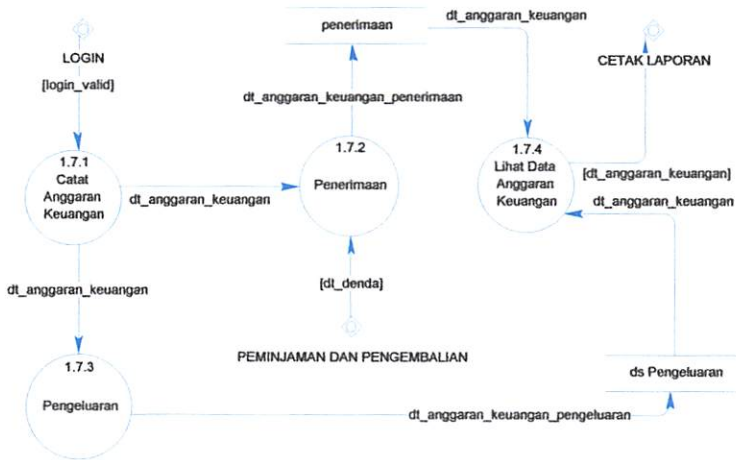 LOGIN
[login_valid]
1.7.1
Catat
Anggaran
Keuangan
dt_anggaran_keuangan
dt_anggaran_keuangan
1.7.3
Pengeluaran
penerimaan
dt_anggaran_keuangan_penerimaan
1.7.2
Penerimaan
[dt_denda]
PEMINJAMAN DAN PENGEMBALIAN
dt_anggaran_keuangan_pengeluaran
dt_anggaran_keuangan
1.7.4
Lihat Data
Anggaran
Keuangan
CETAK LAPORAN
[dt_anggaran_keuangan]
dt_anggaran_keuangan
ds Pengeluaran